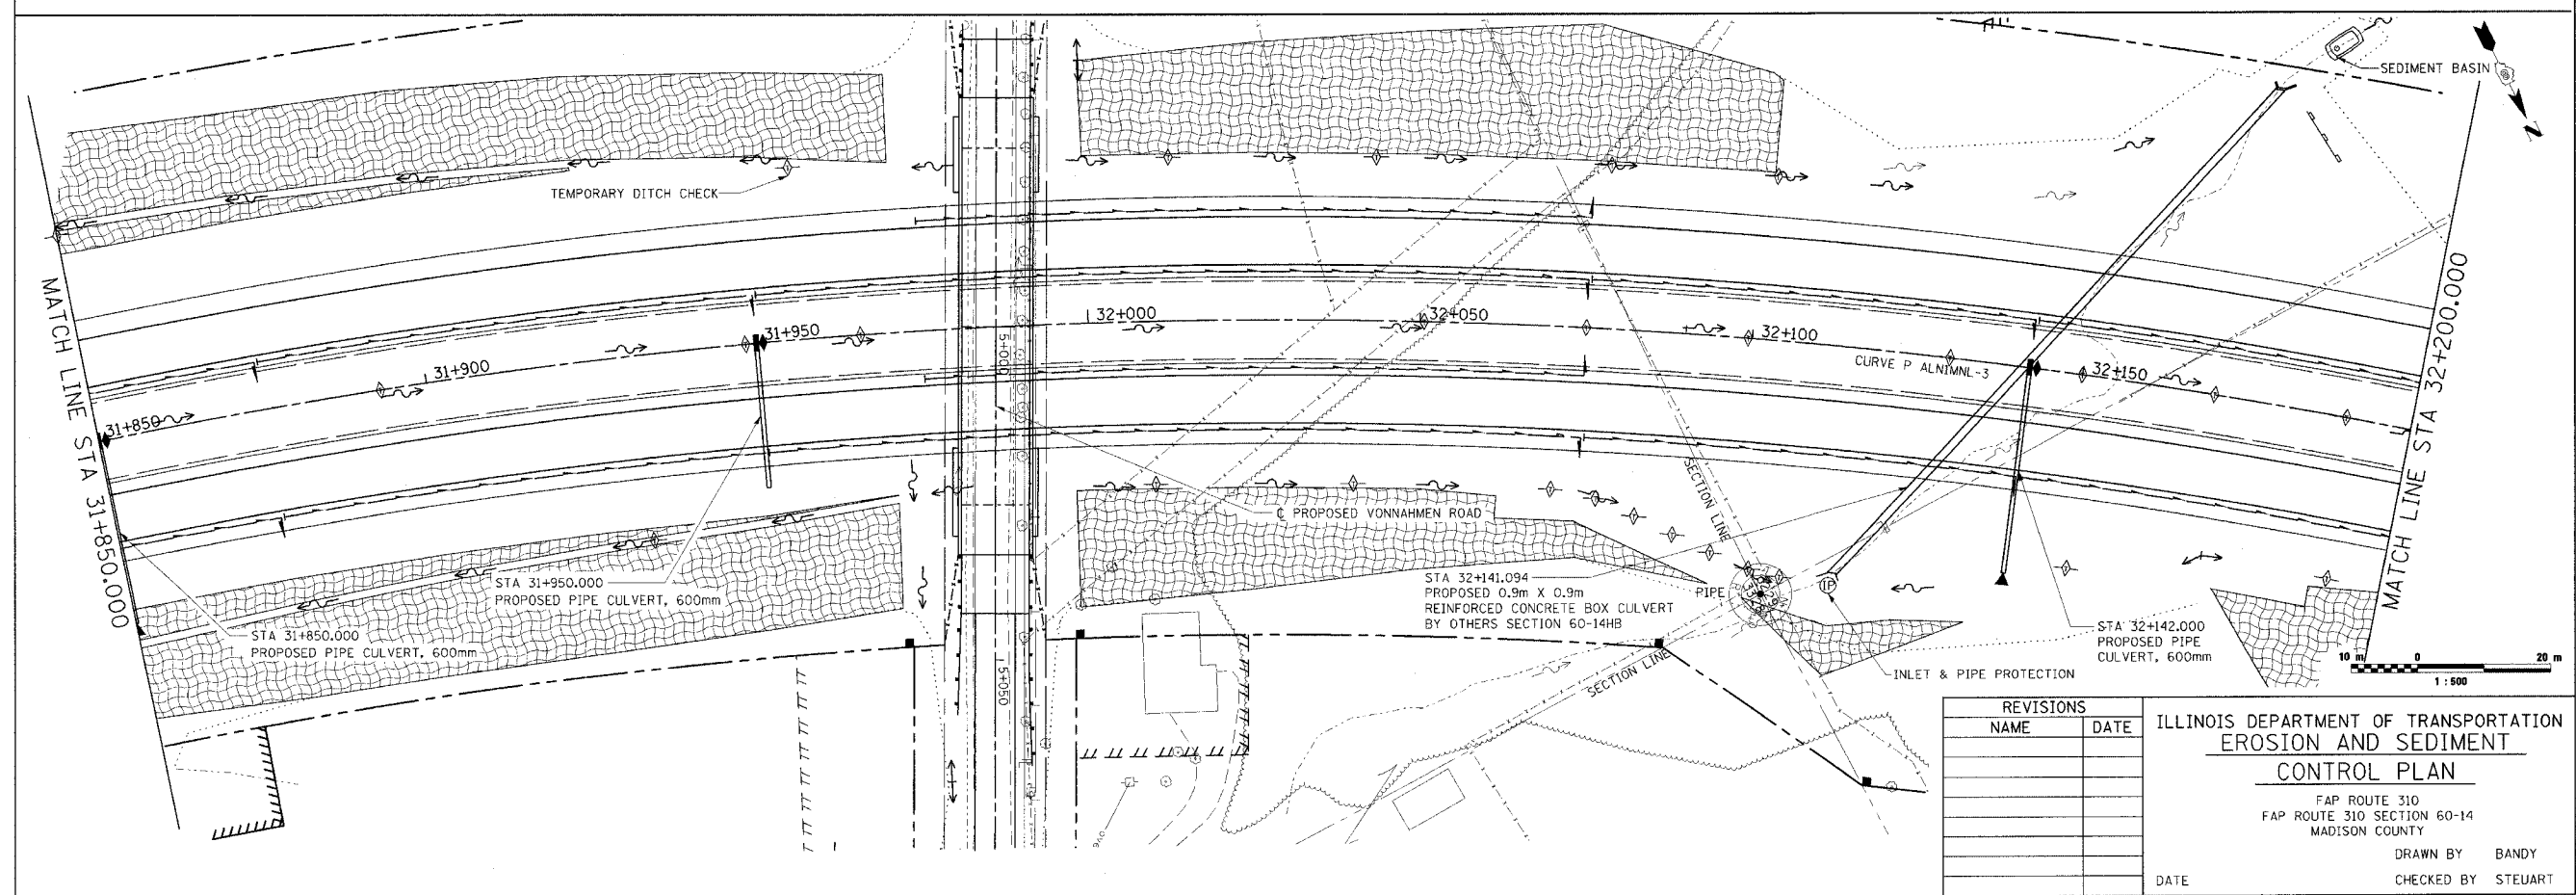 SEDIMENT BASIN
N
TEMPORARY DITCH CHECK
MATCH LINE STA 31+850.000
31+850
31+900
31+950
32+000
32+050
32+100
32+150
CURVE P ALNIMNL-3
MATCH LINE STA 32+200.000
5+000
5+050
SECTION LINE
℄ PROPOSED VONNAHMEN ROAD
STA 31+950.000
PROPOSED PIPE CULVERT, 600mm
STA 31+850.000
PROPOSED PIPE CULVERT, 600mm
STA 32+141.094
PROPOSED 0.9m X 0.9m
REINFORCED CONCRETE BOX CULVERT
BY OTHERS SECTION 60-14HB
PIPE
IP
SECTION LINE
INLET & PIPE PROTECTION
STA 32+142.000
PROPOSED PIPE
CULVERT, 600mm
10 m 0 20 m
1 : 500
REVISIONS
NAME DATE
ILLINOIS DEPARTMENT OF TRANSPORTATION
EROSION AND SEDIMENT
CONTROL PLAN
FAP ROUTE 310
FAP ROUTE 310 SECTION 60-14
MADISON COUNTY
DRAWN BY BANDY
DATE CHECKED BY STEUART